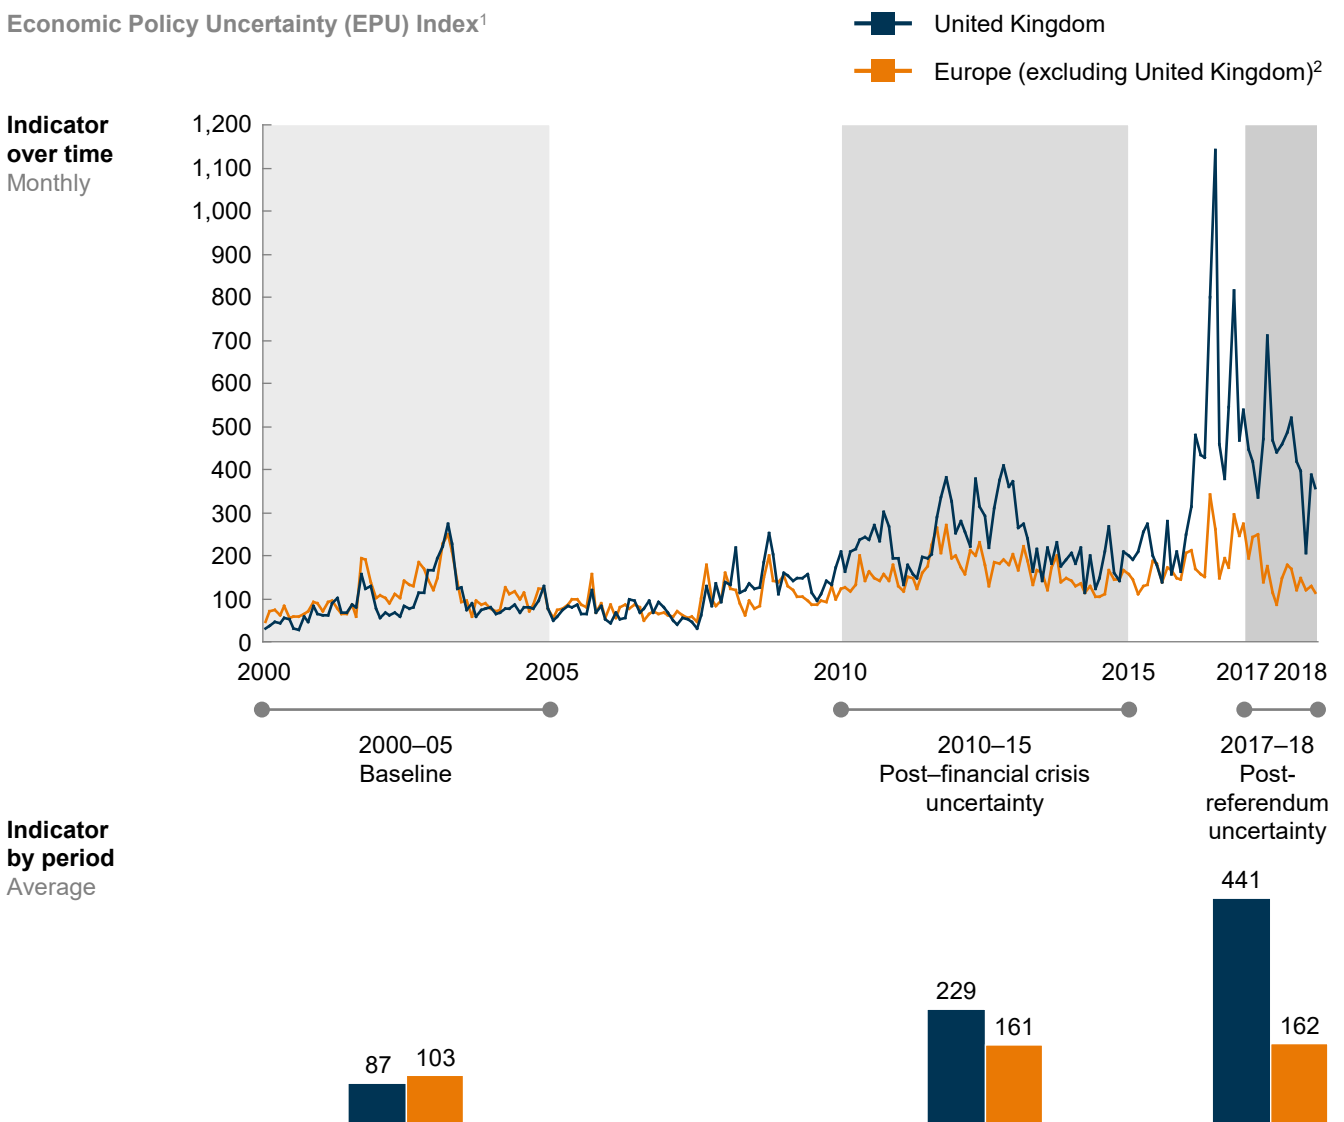 Economic Policy Uncertainty (EPU) Index¹
United Kingdom
Europe (excluding United Kingdom)²
Indicator
over time
Monthly
1,200
1,100
1,000
900
800
700
600
500
400
300
200
100
0
2000 2005 2010 2015 2017 2018
2000–05
Baseline
2010–15
Post–financial crisis
uncertainty
2017–18
Post-
referendum
uncertainty
Indicator
by period
Average
87 103
229 161
441 162